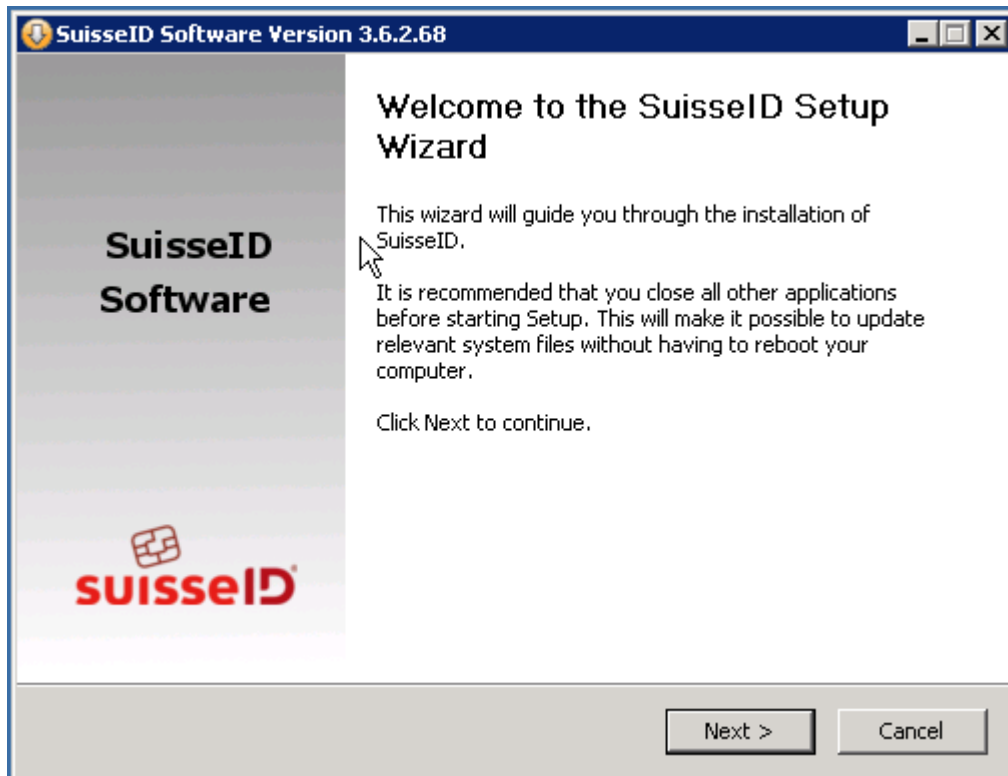 SuisseID Software Version 3.6.2.68
Welcome to the SuisseID Setup
Wizard
This wizard will guide you through the installation of
SuisseID.
It is recommended that you close all other applications
before starting Setup. This will make it possible to update
relevant system files without having to reboot your
computer.
Click Next to continue.
SuisseID
Software
suisseID
Next >
Cancel